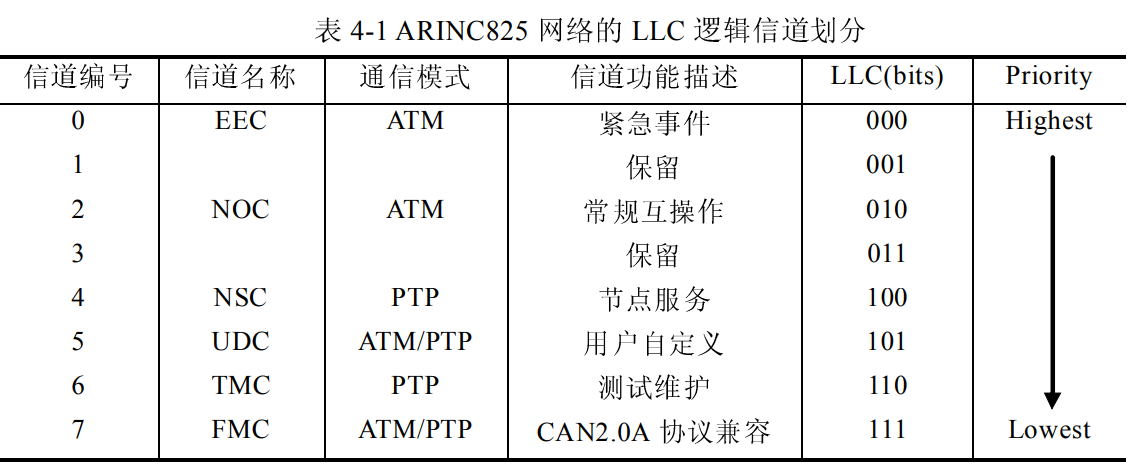 表 4-1 ARINC825 网络的 LLC 逻辑信道划分
信道编号 信道名称 通信模式 信道功能描述 LLC(bits) Priority
0 EEC ATM 紧急事件 000 Highest
1 保留 001
2 NOC ATM 常规互操作 010
3 保留 011
4 NSC PTP 节点服务 100
5 UDC ATM/PTP 用户自定义 101
6 TMC PTP 测试维护 110
7 FMC ATM/PTP CAN2.0A 协议兼容 111 Lowest